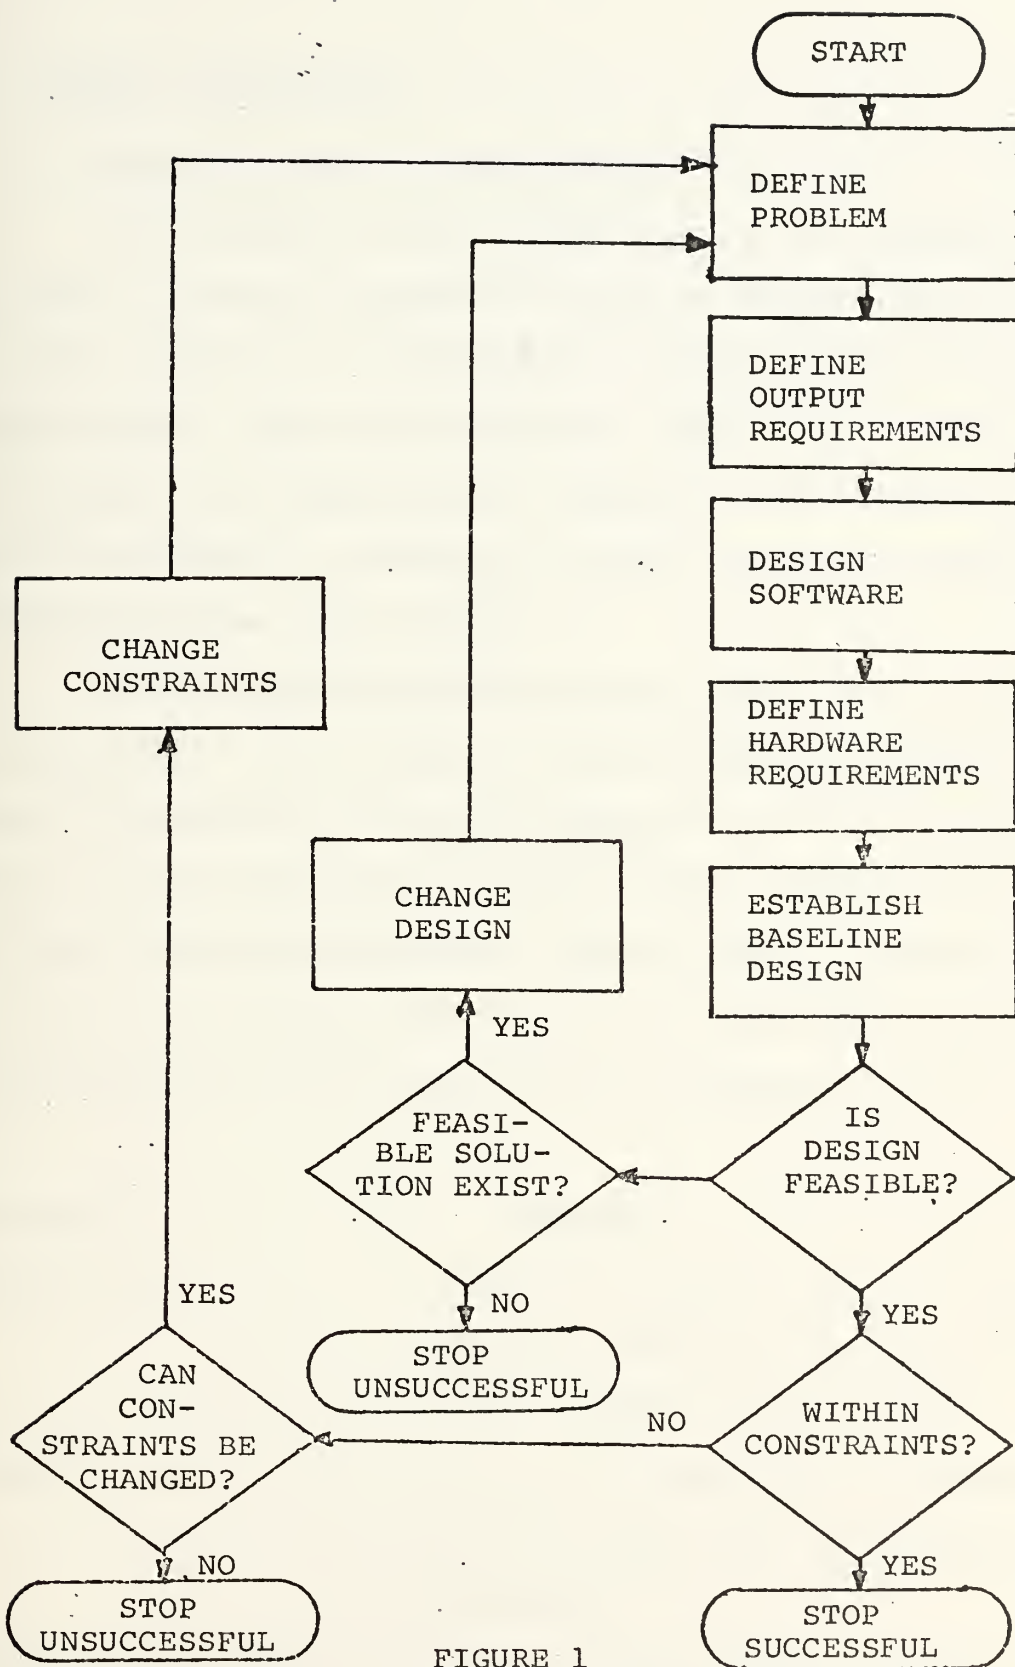 START
DEFINE
PROBLEM
DEFINE
OUTPUT
REQUIREMENTS
DESIGN
SOFTWARE
CHANGE
CONSTRAINTS
DEFINE
HARDWARE
REQUIREMENTS
CHANGE
DESIGN
ESTABLISH
BASELINE
DESIGN
YES
FEASI-
BLE SOLU-
TION EXIST?
IS
DESIGN
FEASIBLE?
YES
NO
YES
STOP
UNSUCCESSFUL
CAN
CON-
STRAINTS BE
CHANGED?
NO
WITHIN
CONSTRAINTS?
NO
YES
STOP
UNSUCCESSFUL
STOP
SUCCESSFUL
FIGURE 1